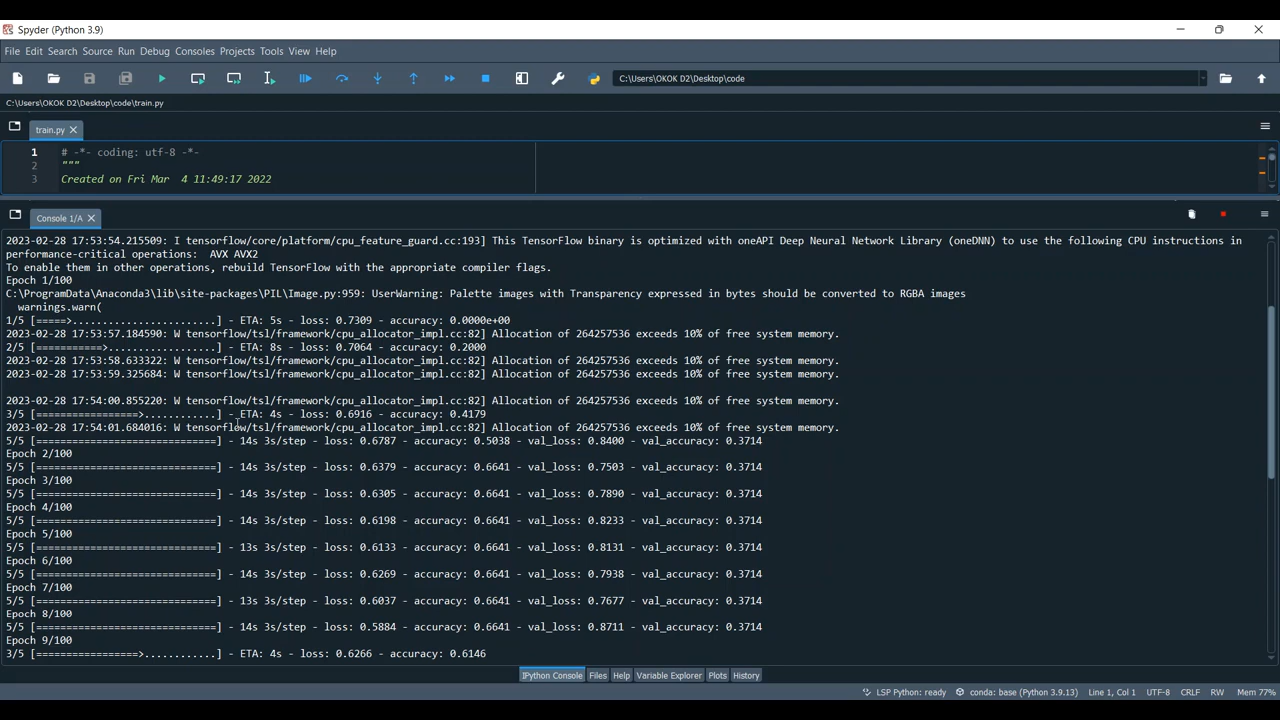 Spyder (Python 3.9)
File Edit Search Source Run Debug Consoles Projects Tools View Help
C:\Users\OKOK D2\Desktop\code
C:\Users\OKOK D2\Desktop\code\train.py
train.py
1 # -*- coding: utf-8 -*-
2 """
3 Created on Fri Mar  4 11:49:17 2022
Console 1/A
2023-02-28 17:53:54.215509: I tensorflow/core/platform/cpu_feature_guard.cc:193] This TensorFlow binary is optimized with oneAPI Deep Neural Network Library (oneDNN) to use the following CPU instructions in
performance-critical operations:  AVX AVX2
To enable them in other operations, rebuild TensorFlow with the appropriate compiler flags.
Epoch 1/100
C:\ProgramData\Anaconda3\lib\site-packages\PIL\Image.py:959: UserWarning: Palette images with Transparency expressed in bytes should be converted to RGBA images
warnings.warn(
1/5 [=====>........................] - ETA: 5s - loss: 0.7309 - accuracy: 0.0000e+00
2023-02-28 17:53:57.184590: W tensorflow/tsl/framework/cpu_allocator_impl.cc:82] Allocation of 264257536 exceeds 10% of free system memory.
2/5 [===========>..................] - ETA: 8s - loss: 0.7064 - accuracy: 0.2000
2023-02-28 17:53:58.633322: W tensorflow/tsl/framework/cpu_allocator_impl.cc:82] Allocation of 264257536 exceeds 10% of free system memory.
2023-02-28 17:53:59.325684: W tensorflow/tsl/framework/cpu_allocator_impl.cc:82] Allocation of 264257536 exceeds 10% of free system memory.
2023-02-28 17:54:00.855220: W tensorflow/tsl/framework/cpu_allocator_impl.cc:82] Allocation of 264257536 exceeds 10% of free system memory.
3/5 [=================>............] - ETA: 4s - loss: 0.6916 - accuracy: 0.4179
2023-02-28 17:54:01.684016: W tensorflow/tsl/framework/cpu_allocator_impl.cc:82] Allocation of 264257536 exceeds 10% of free system memory.
5/5 [==============================] - 14s 3s/step - loss: 0.6787 - accuracy: 0.5038 - val_loss: 0.8400 - val_accuracy: 0.3714
Epoch 2/100
5/5 [==============================] - 14s 3s/step - loss: 0.6379 - accuracy: 0.6641 - val_loss: 0.7503 - val_accuracy: 0.3714
Epoch 3/100
5/5 [==============================] - 14s 3s/step - loss: 0.6305 - accuracy: 0.6641 - val_loss: 0.7890 - val_accuracy: 0.3714
Epoch 4/100
5/5 [==============================] - 14s 3s/step - loss: 0.6198 - accuracy: 0.6641 - val_loss: 0.8233 - val_accuracy: 0.3714
Epoch 5/100
5/5 [==============================] - 13s 3s/step - loss: 0.6133 - accuracy: 0.6641 - val_loss: 0.8131 - val_accuracy: 0.3714
Epoch 6/100
5/5 [==============================] - 14s 3s/step - loss: 0.6269 - accuracy: 0.6641 - val_loss: 0.7938 - val_accuracy: 0.3714
Epoch 7/100
5/5 [==============================] - 13s 3s/step - loss: 0.6037 - accuracy: 0.6641 - val_loss: 0.7677 - val_accuracy: 0.3714
Epoch 8/100
5/5 [==============================] - 14s 3s/step - loss: 0.5884 - accuracy: 0.6641 - val_loss: 0.8711 - val_accuracy: 0.3714
Epoch 9/100
3/5 [=================>............] - ETA: 4s - loss: 0.6266 - accuracy: 0.6146
IPython Console Files Help Variable Explorer Plots History
LSP Python: ready conda: base (Python 3.9.13) Line 1, Col 1 UTF-8 CRLF RW Mem 77%